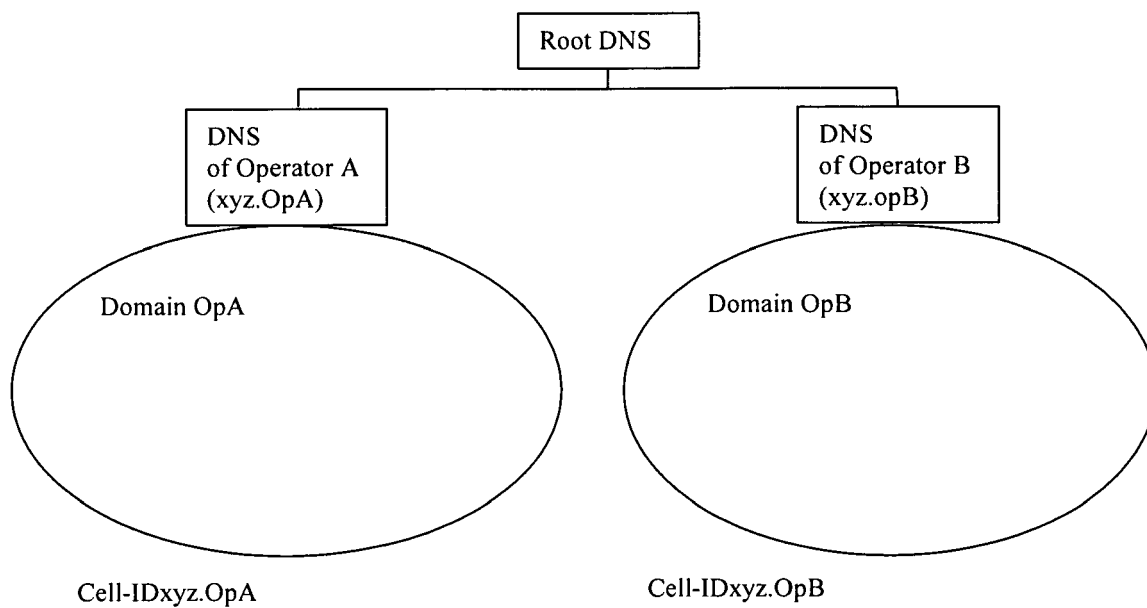 Root DNS
DNS
of Operator A
(xyz.OpA)
DNS
of Operator B
(xyz.opB)
Domain OpA
Domain OpB
Cell-IDxyz.OpA
Cell-IDxyz.OpB